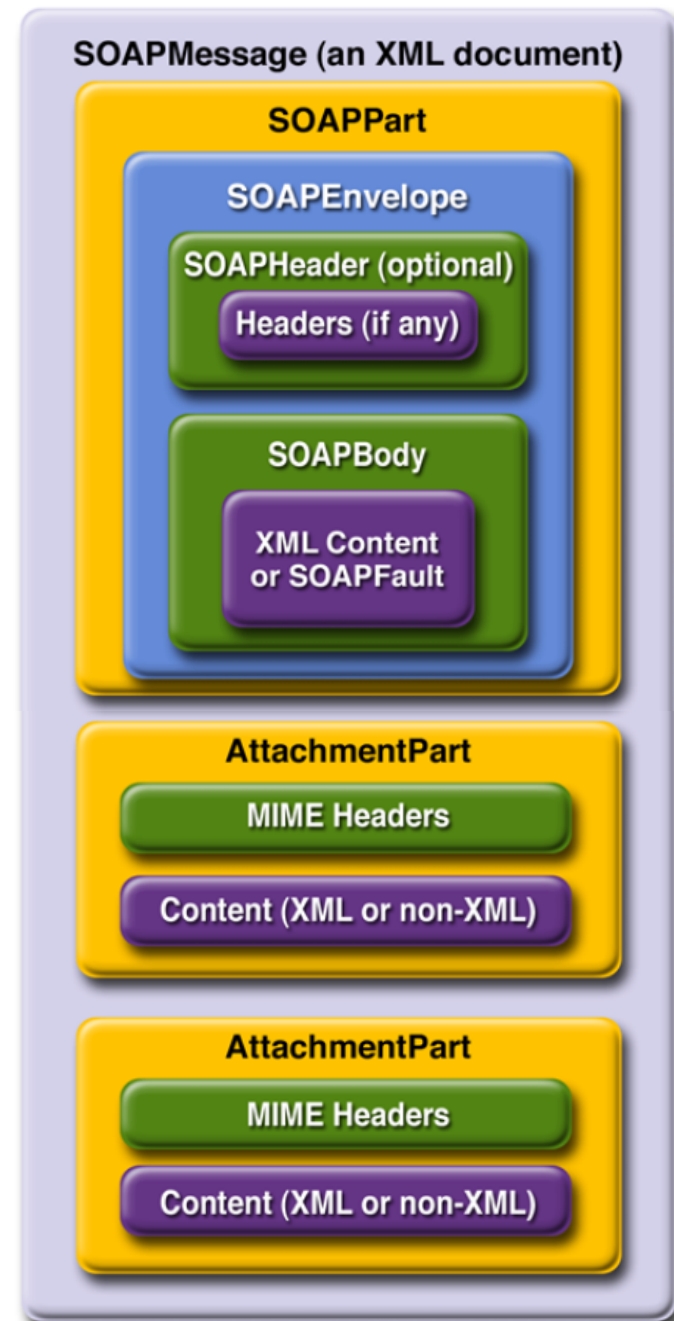 SOAPMessage (an XML document)
SOAPPart
SOAPEnvelope
SOAPHeader (optional)
Headers (if any)
SOAPBody
XML Content
or SOAPFault
AttachmentPart
MIME Headers
Content (XML or non-XML)
AttachmentPart
MIME Headers
Content (XML or non-XML)